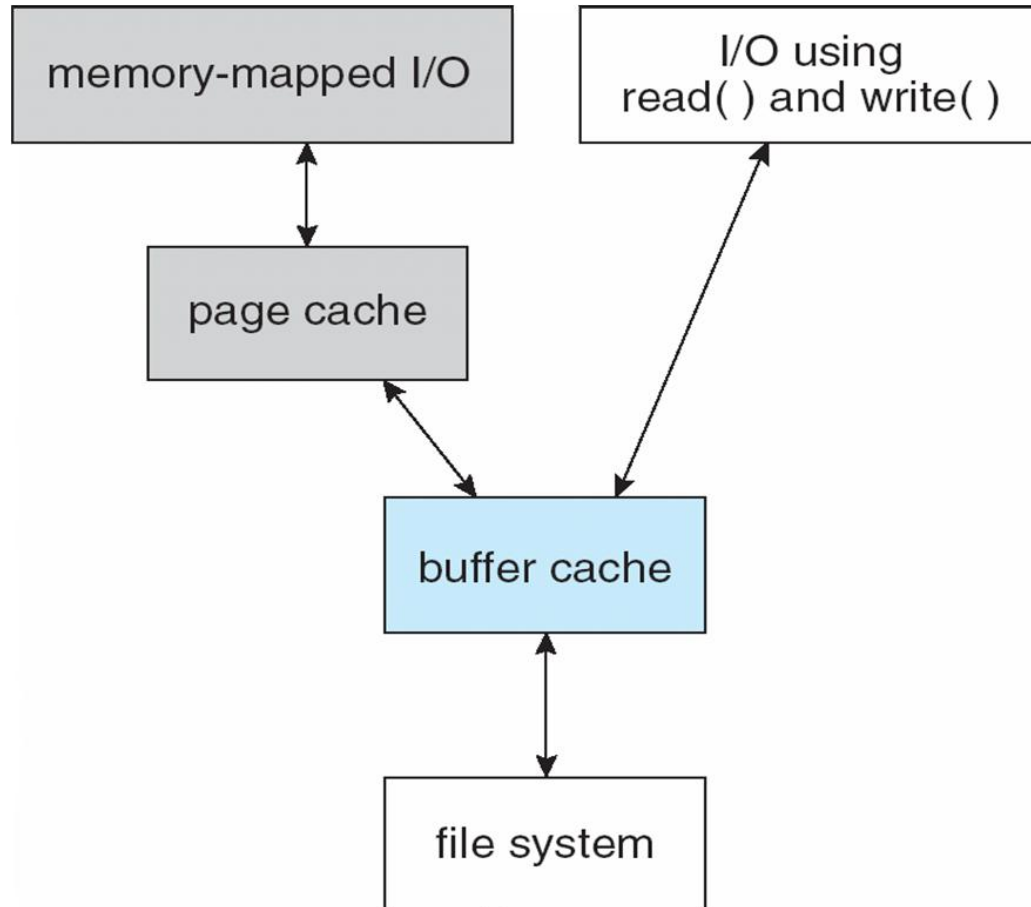 memory-mapped I/O
I/O using
read( ) and write( )
page cache
buffer cache
file system